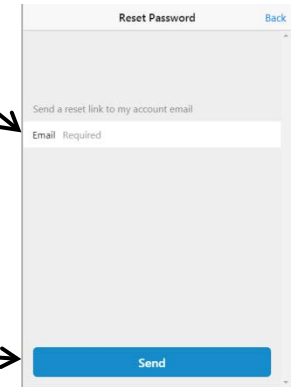 Reset Password Back
Send a reset link to my account email
Email Required
Send